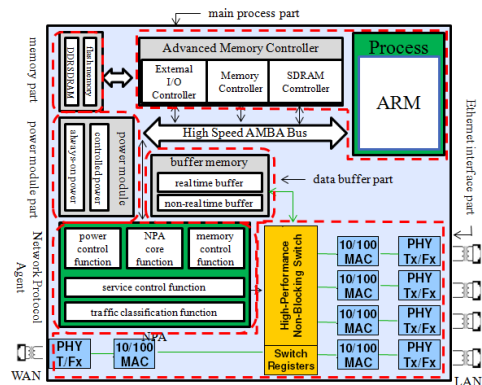 main process part
memory part
DDRSDRAM
flash memory
Advanced Memory Controller
External
I/O
Controller
Memory
Controller
SDRAM
Comtroller
Process
ARM
Ethernet interface part
High Speed AMBA Bus
power module part
always-on power
controlled power
power module
buffer memory
real time buffer
non-real time buffer
data buffer part
Network Protocol
Agent
power
control
function
NPA
core
function
memory
control
function
service control function
traffic classification function
NPA
High-Performance
Non-Blocking Switch
Switch
Registers
10/100
MAC
PHY
Tx/Fx
10/100
MAC
PHY
Tx/Fx
10/100
MAC
PHY
Tx/Fx
10/100
MAC
PHY
Tx/Fx
PHY
T/Fx
10/100
MAC
WAN
LAN